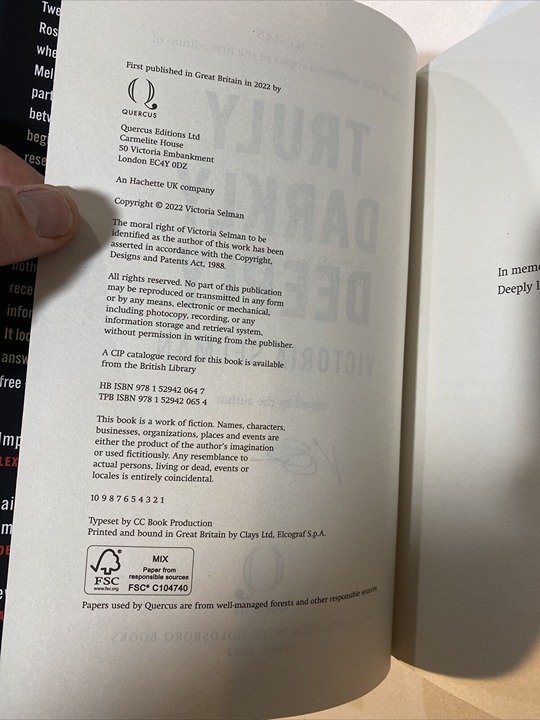 First published in Great Britain in 2022 by
QUERCUS
Quercus Editions Ltd
Carmelite House
50 Victoria Embankment
London EC4Y 0DZ
An Hachette UK company
Copyright © 2022 Victoria Selman
The moral right of Victoria Selman to be
identified as the author of this work has been
asserted in accordance with the Copyright,
Designs and Patents Act, 1988.
All rights reserved. No part of this publication
may be reproduced or transmitted in any form
or by any means, electronic or mechanical,
including photocopy, recording, or any
information storage and retrieval system,
without permission in writing from the publisher.
A CIP catalogue record for this book is available
from the British Library
HB ISBN 978 1 52942 064 7
TPB ISBN 978 1 52942 065 4
This book is a work of fiction. Names, characters,
businesses, organizations, places and events are
either the product of the author's imagination
or used fictitiously. Any resemblance to
actual persons, living or dead, events or
locales is entirely coincidental.
10 9 8 7 6 5 4 3 2 1
Typeset by CC Book Production
Printed and bound in Great Britain by Clays Ltd, Elcograf S.p.A.
FSC
www.fsc.org
MIX
Paper from
responsible sources
FSC® C104740
Papers used by Quercus are from well-managed forests and other responsible sources
In memo
Deeply l